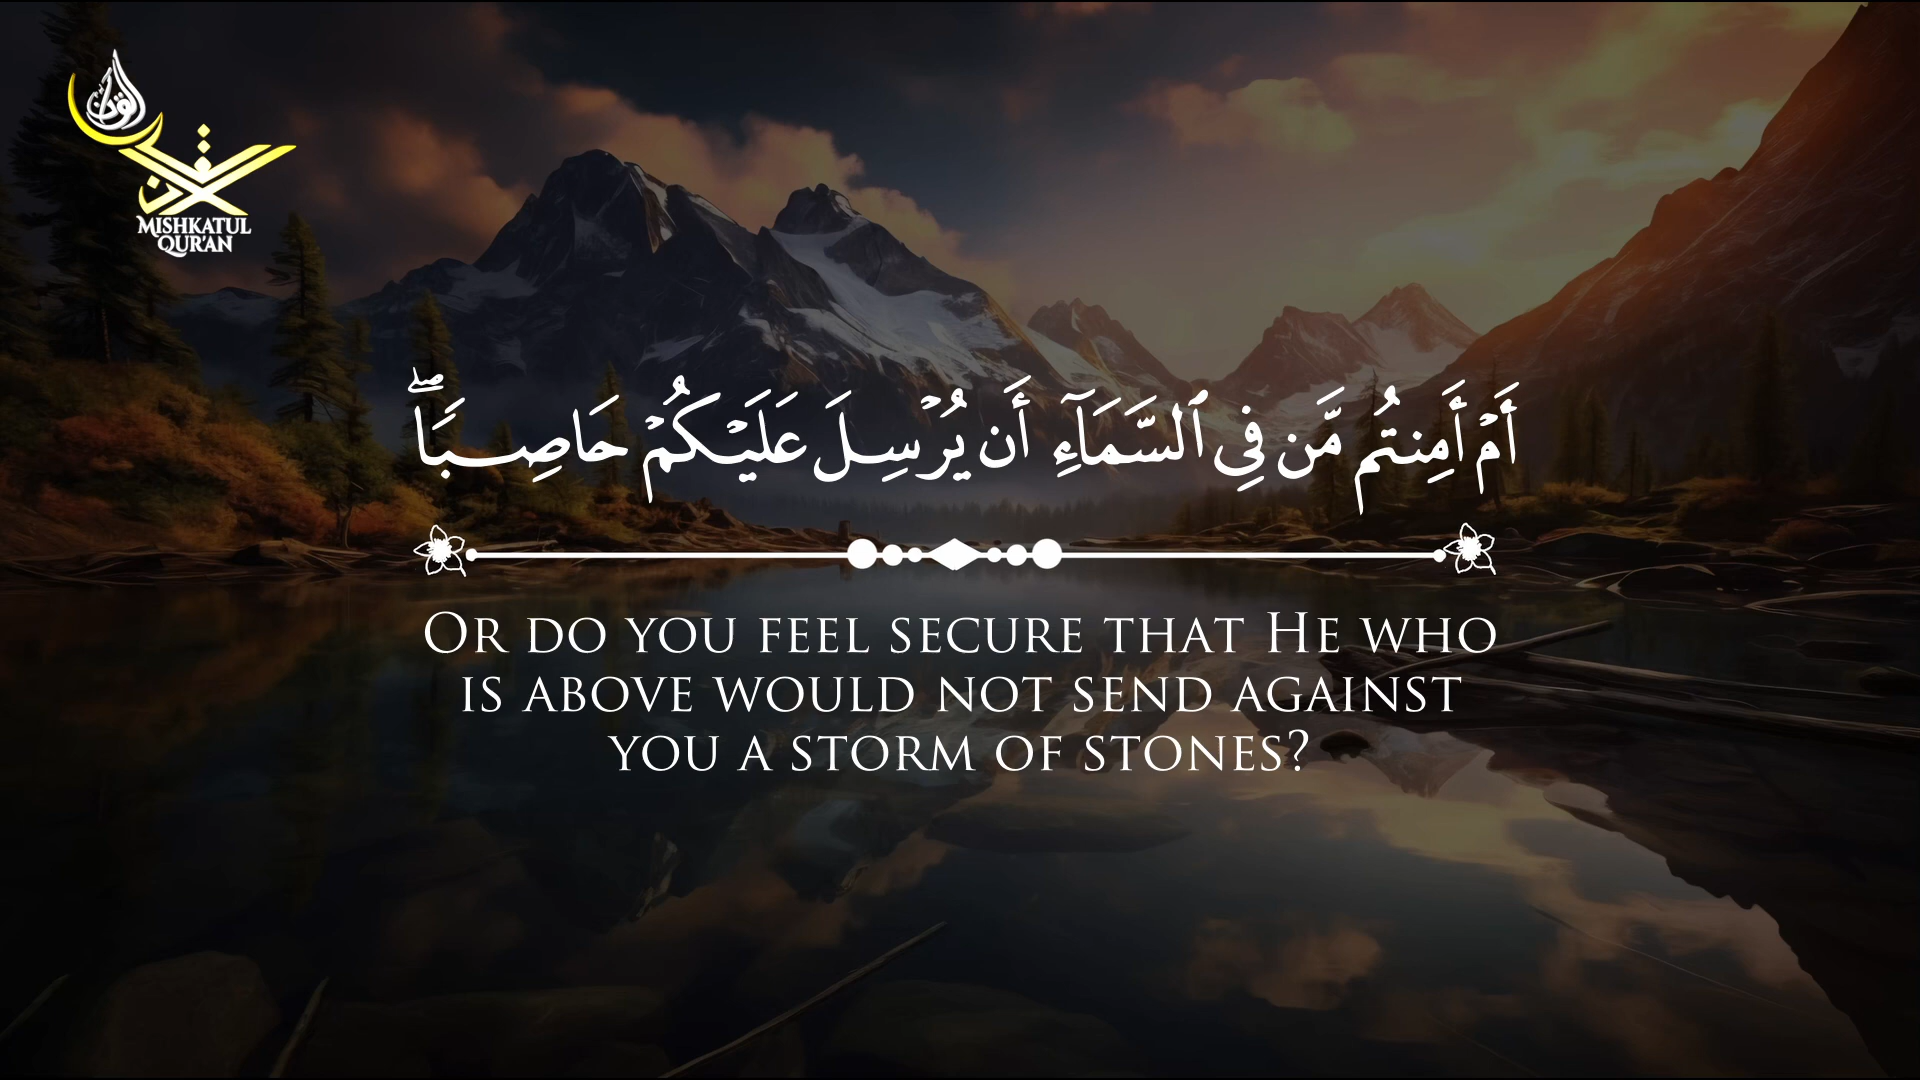 القرآن
MISHKATUL
QUR'AN
أَمۡ أَمِنتُم مَّن فِي ٱلسَّمَآءِ أَن يُرۡسِلَ عَلَيۡكُمۡ حَاصِبٗاۖ
OR DO YOU FEEL SECURE THAT HE WHO
IS ABOVE WOULD NOT SEND AGAINST
YOU A STORM OF STONES?